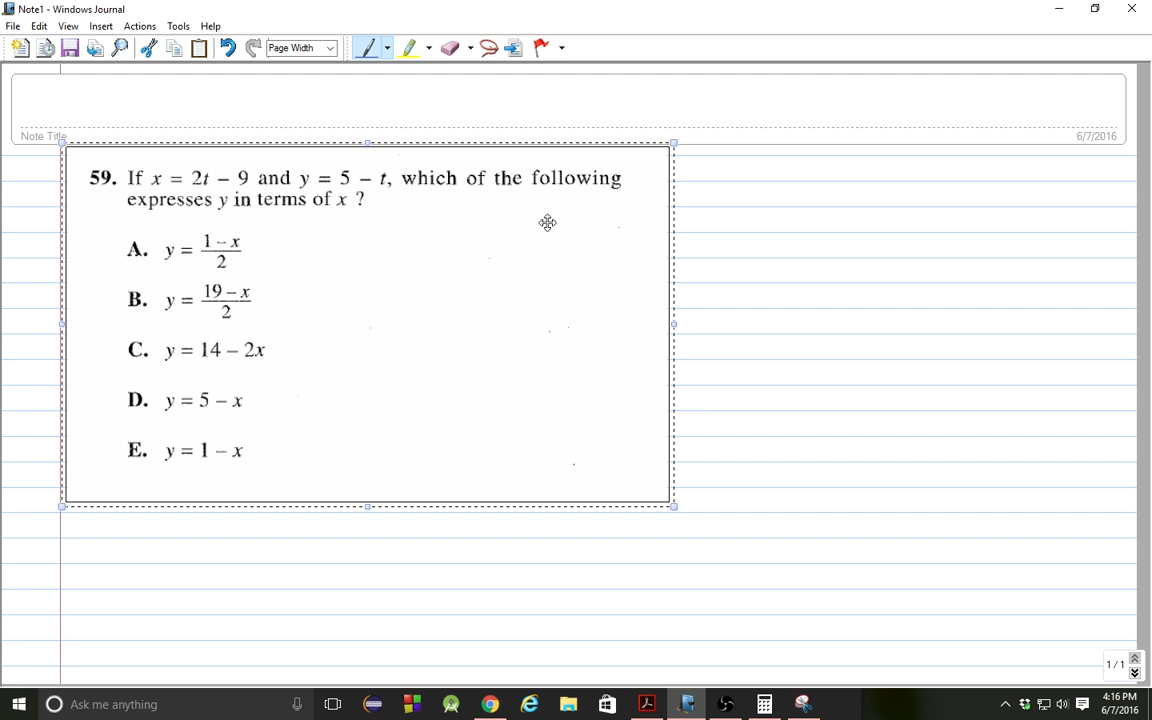 Note1 - Windows Journal
File Edit View Insert Actions Tools Help
Page Width
Note Title
6/7/2016
59. If x = 2t – 9 and y = 5 – t, which of the following
expresses y in terms of x ?
A. y = (1 – x)/2
B. y = (19 – x)/2
C. y = 14 – 2x
D. y = 5 – x
E. y = 1 – x
1 / 1
Ask me anything
4:16 PM
6/7/2016